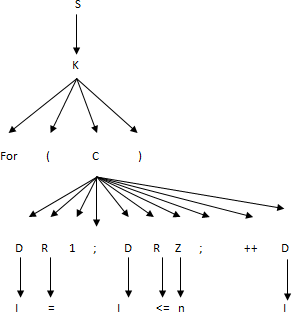 S
K
For ( C )
D R 1 ; D R Z ; ++ D
I = I <= n I